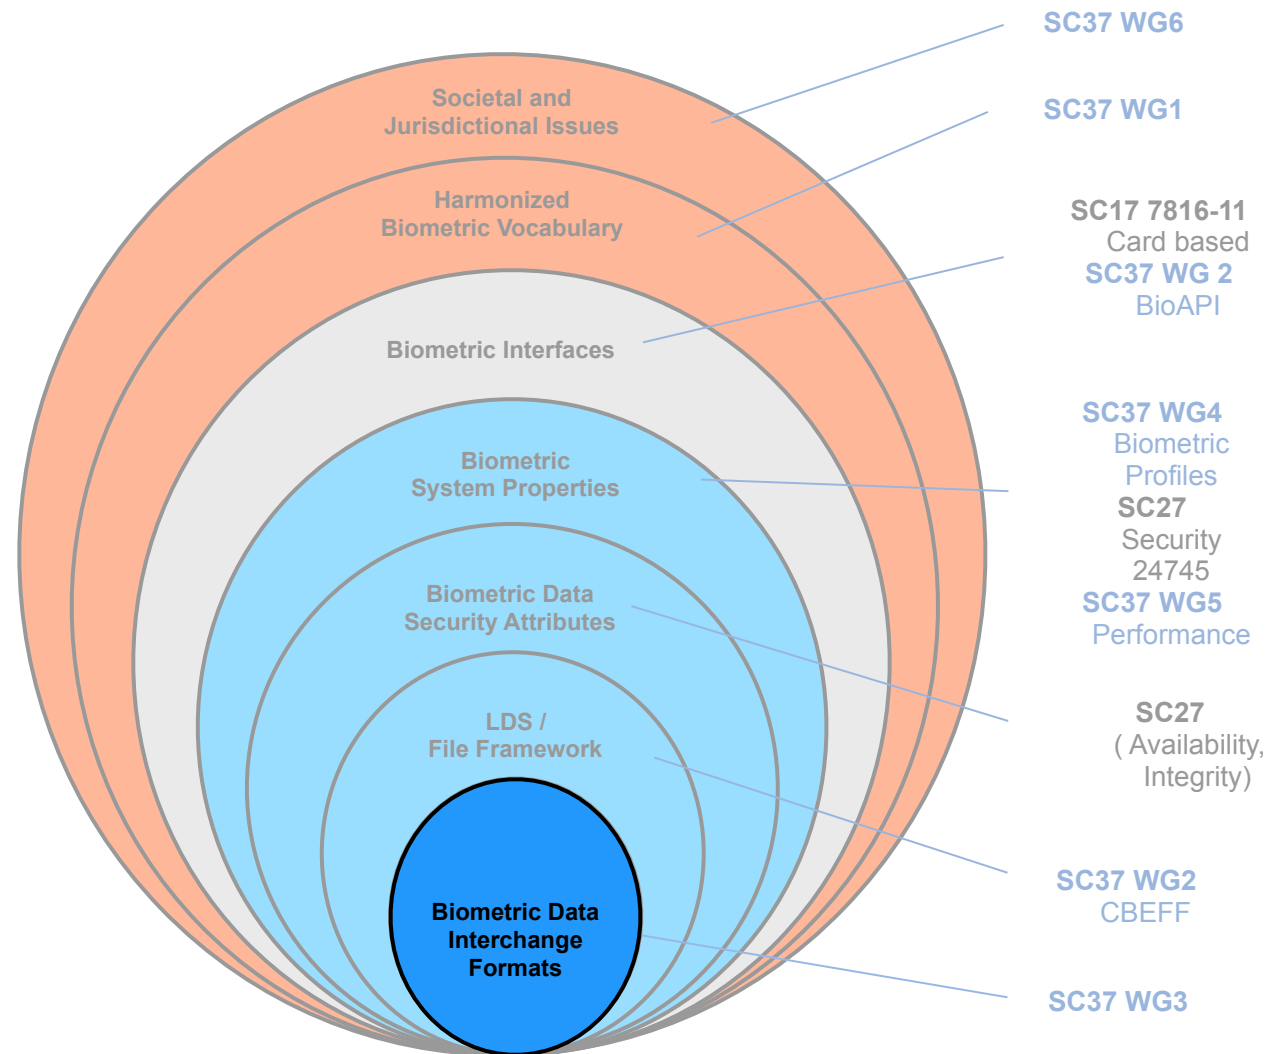 SC37 WG6
Societal and
Jurisdictional Issues
SC37 WG1
Harmonized
Biometric Vocabulary
SC17 7816-11
Card based
SC37 WG 2
BioAPI
Biometric Interfaces
SC37 WG4
Biometric
Profiles
SC27
Security
24745
SC37 WG5
Performance
Biometric
System Properties
Biometric Data
Security Attributes
SC27
( Availability,
Integrity)
LDS /
File Framework
SC37 WG2
CBEFF
Biometric Data
Interchange
Formats
SC37 WG3